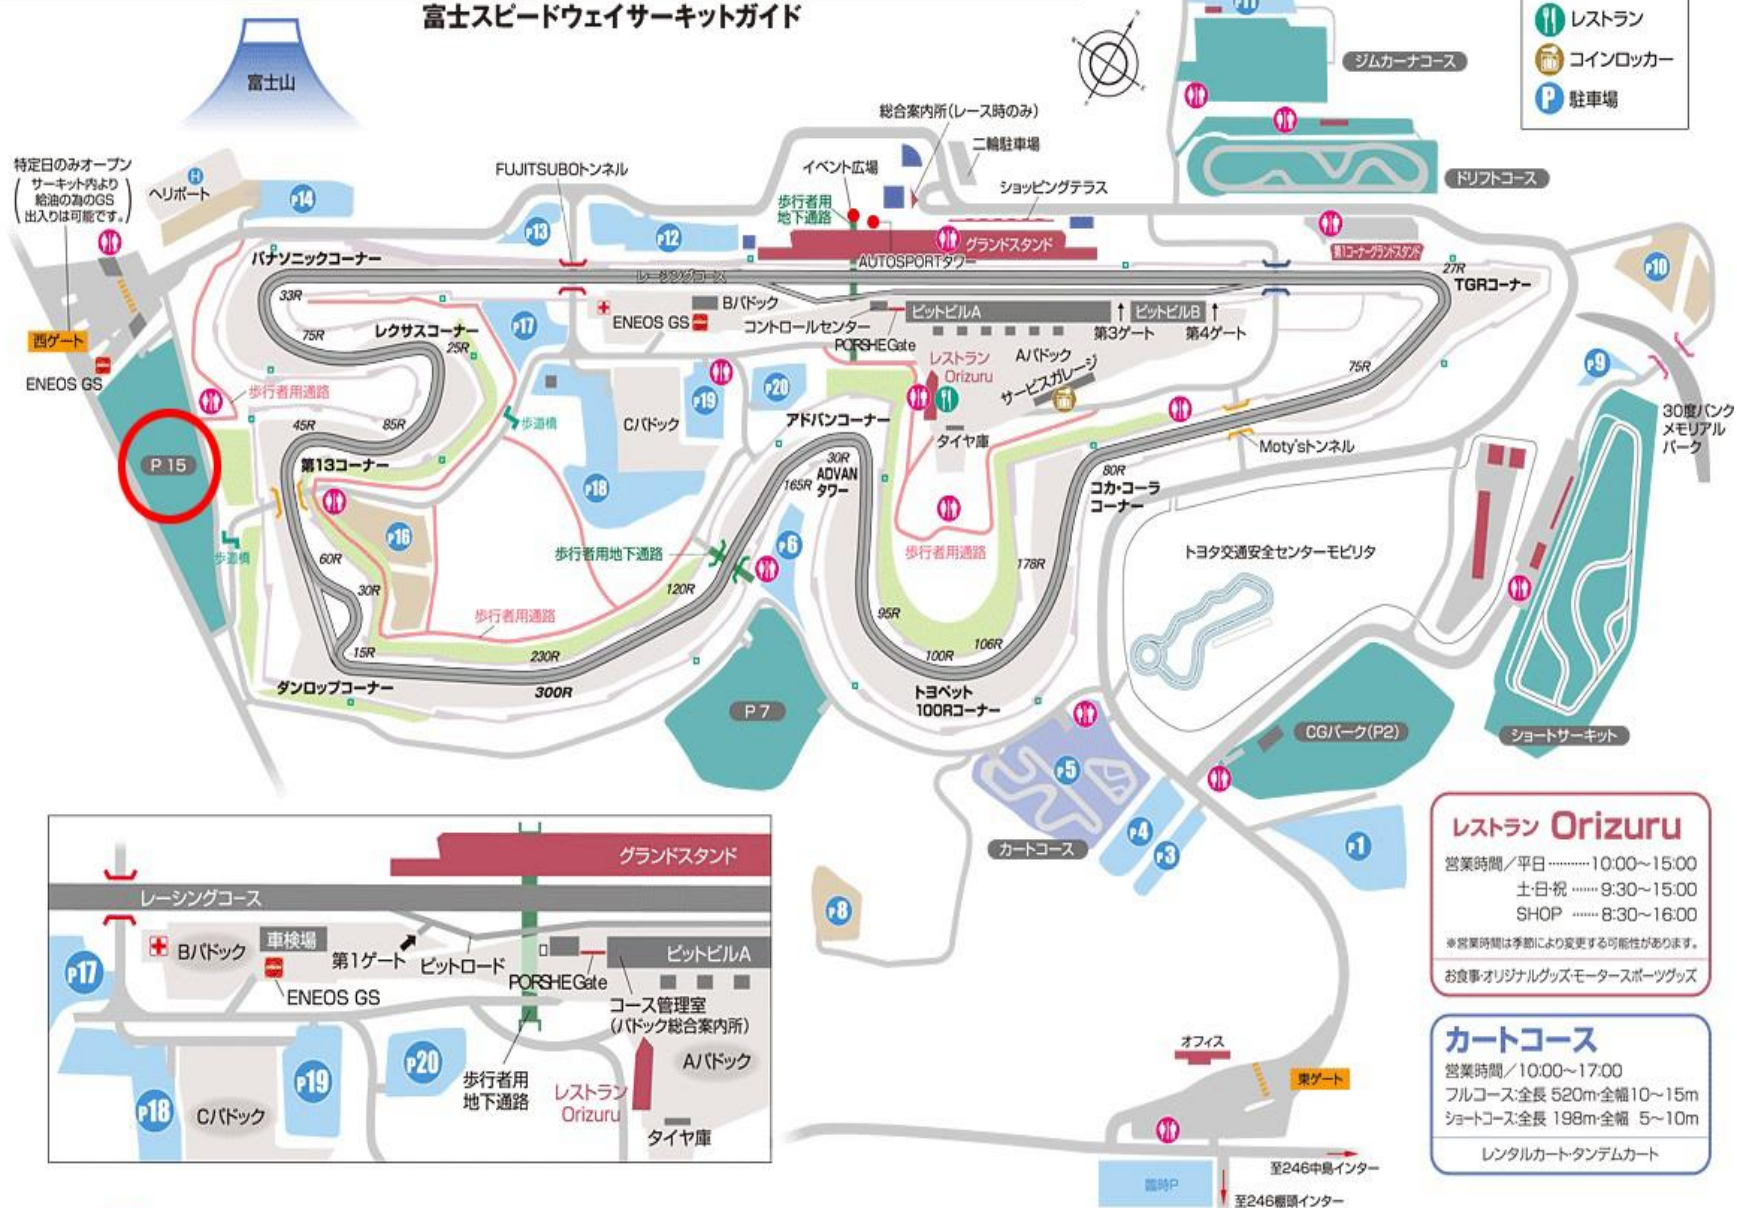 富士スピードウェイサーキットガイド
富士山
レストラン
コインロッカー
P 駐車場
ジムカーナコース
総合案内所(レース時のみ)
二輪駐車場
イベント広場
ショッピングテラス
ドリフトコース
特定日のみオープン
(サーキット内より
給油の為のGS
出入りは可能です。)
H
ヘリポート
FUJITSUBOトンネル
歩行者用
地下通路
P14
P13
P12
グランドスタンド
第1コーナーグランドスタンド
AUTOSPORTタワー
パナソニックコーナー
レーシングコース
27R
TGRコーナー
P10
33R
75R
レクサスコーナー
25R
P17
Bパドック
ENEOS GS
コントロールセンター
ピットビルA
ピットビルB
第3ゲート
第4ゲート
PORSHE Gate
西ゲート
ENEOS GS
歩行者用通路
レストラン
Orizuru
Aパドック
サービスガレージ
75R
P9
30度バンク
メモリアル
パーク
P19
P20
Cパドック
アドバンコーナー
タイヤ庫
Moty'sトンネル
45R
85R
歩道橋
P 15
第13コーナー
30R
ADVAN
タワー
165R
80R
コカ・コーラ
コーナー
P18
P16
P6
歩道橋
歩行者用地下通路
歩行者用通路
トヨタ交通安全センターモビリタ
60R
30R
120R
178R
95R
歩行者用通路
15R
230R
100R
106R
ダンロップコーナー
300R
トヨペット
100Rコーナー
P 7
CGパーク(P2)
ショートサーキット
P5
P4
P3
P1
カートコース
P8
グランドスタンド
レーシングコース
Bパドック
車検場
第1ゲート
ピットロード
ピットビルA
P17
ENEOS GS
PORSHE Gate
コース管理室
(パドック総合案内所)
P18
P19
P20
Cパドック
歩行者用
地下通路
レストラン
Orizuru
Aパドック
タイヤ庫
レストラン Orizuru
営業時間／平日………10:00〜15:00
土・日・祝……9:30〜15:00
SHOP……8:30〜16:00
※営業時間は季節により変更する可能性があります。
お食事・オリジナルグッズ・モータースポーツグッズ
カートコース
営業時間／10:00〜17:00
フルコース:全長 520m・全幅10〜15m
ショートコース:全長 198m・全幅 5〜10m
レンタルカート・タンデムカート
オフィス
東ゲート
至246中島インター
臨時P
至246棚頭インター